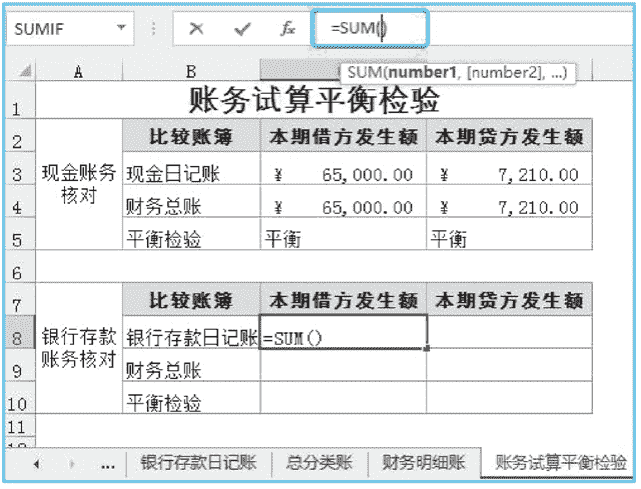 SUMIF =SUM()
SUM(number1, [number2], ...)
A B
1 账务试算平衡检验
2 比较账簿 本期借方发生额 本期贷方发生额
现金账务核对
3 现金日记账 ¥ 65,000.00 ¥ 7,210.00
4 财务总账 ¥ 65,000.00 ¥ 7,210.00
5 平衡检验 平衡 平衡
6
7 比较账簿 本期借方发生额 本期贷方发生额
银行存款账务核对
8 银行存款日记账 =SUM()
9 财务总账
10 平衡检验
11
... 银行存款日记账 总分类账 财务明细账 账务试算平衡检验